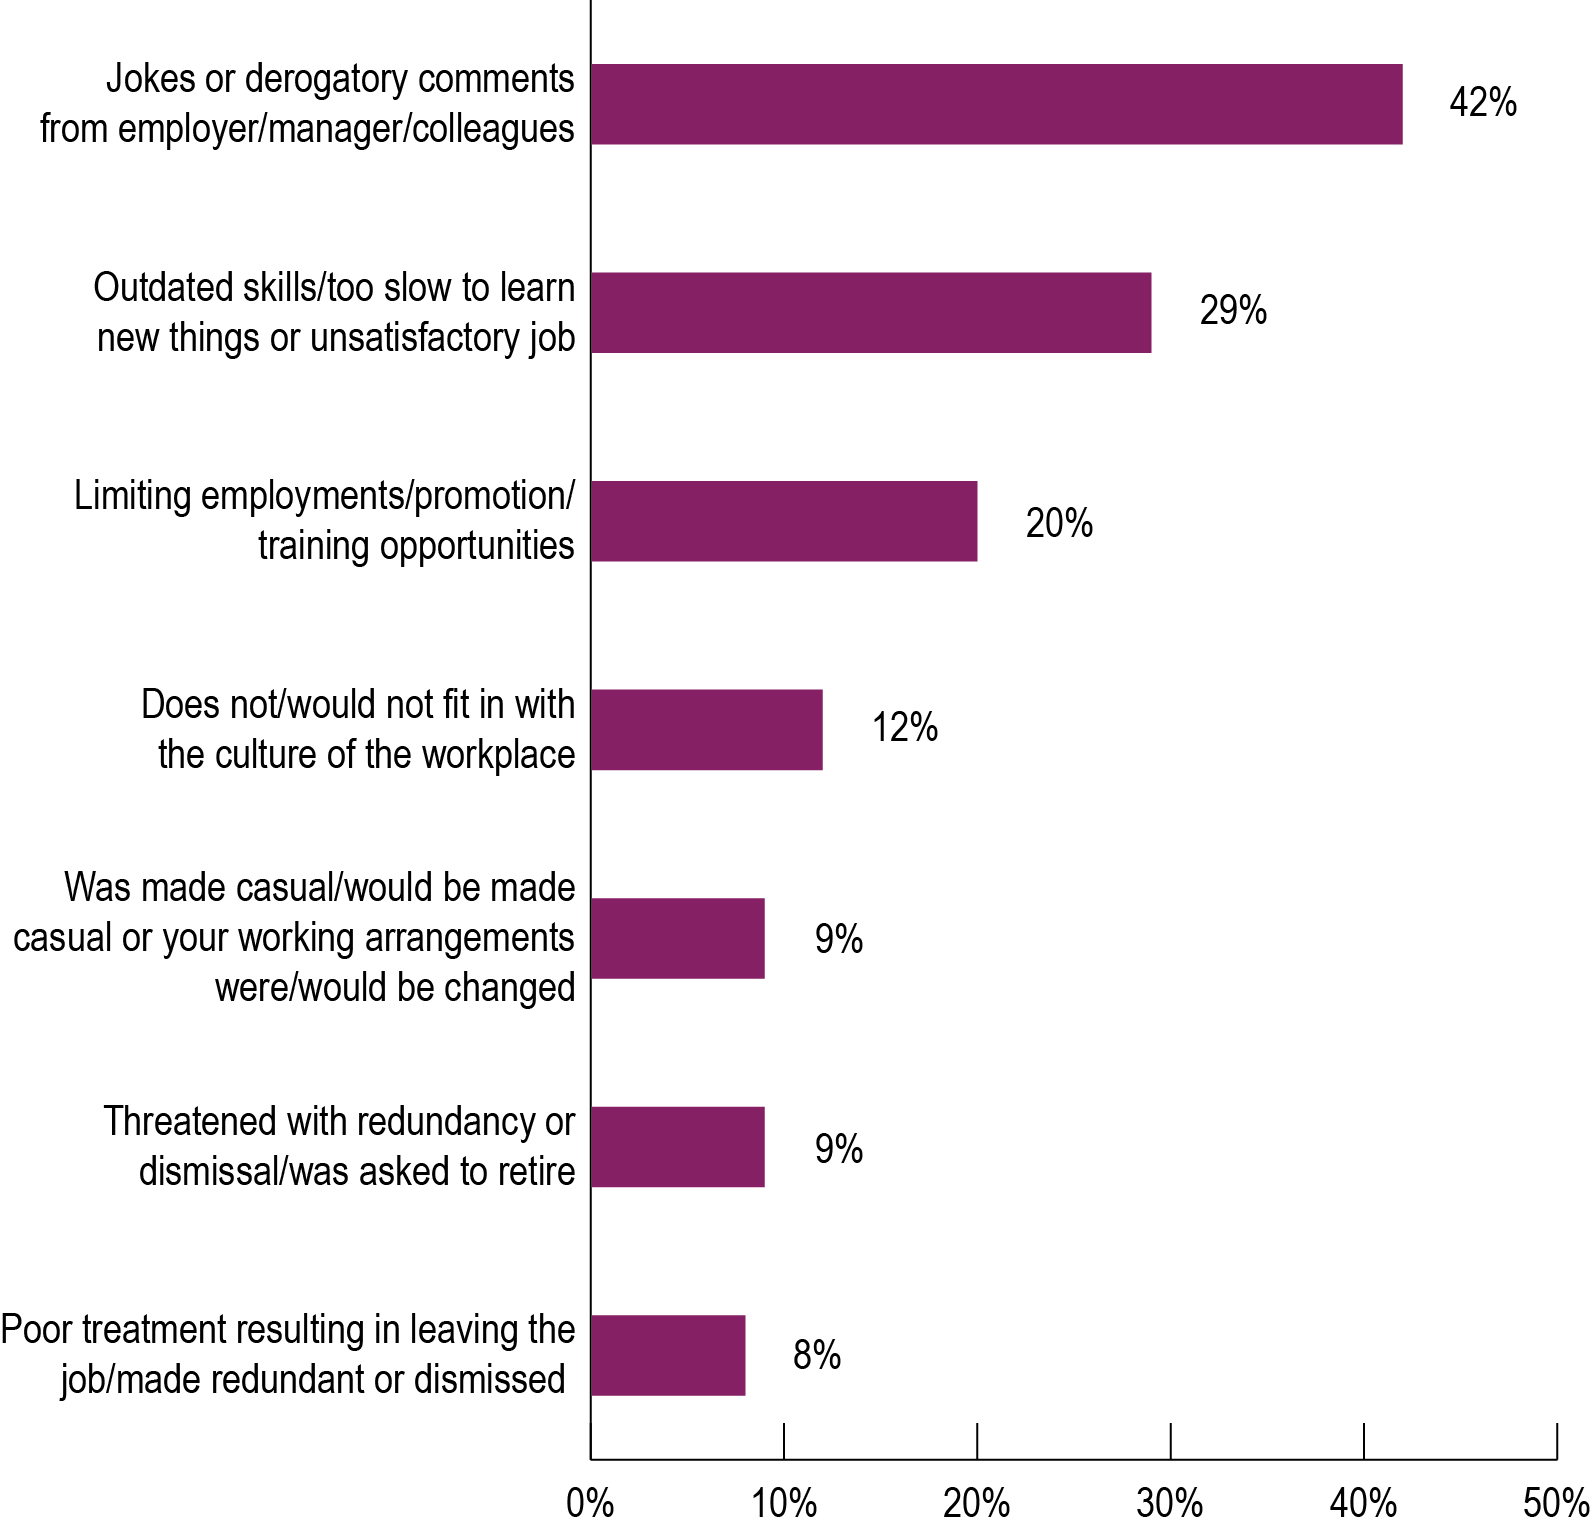 Jokes or derogatory comments
from employer/manager/colleagues
42%
Outdated skills/too slow to learn
new things or unsatisfactory job
29%
Limiting employments/promotion/
training opportunities
20%
Does not/would not fit in with
the culture of the workplace
12%
Was made casual/would be made
casual or your working arrangements
were/would be changed
9%
Threatened with redundancy or
dismissal/was asked to retire
9%
Poor treatment resulting in leaving the
job/made redundant or dismissed
8%
0% 10% 20% 30% 40% 50%